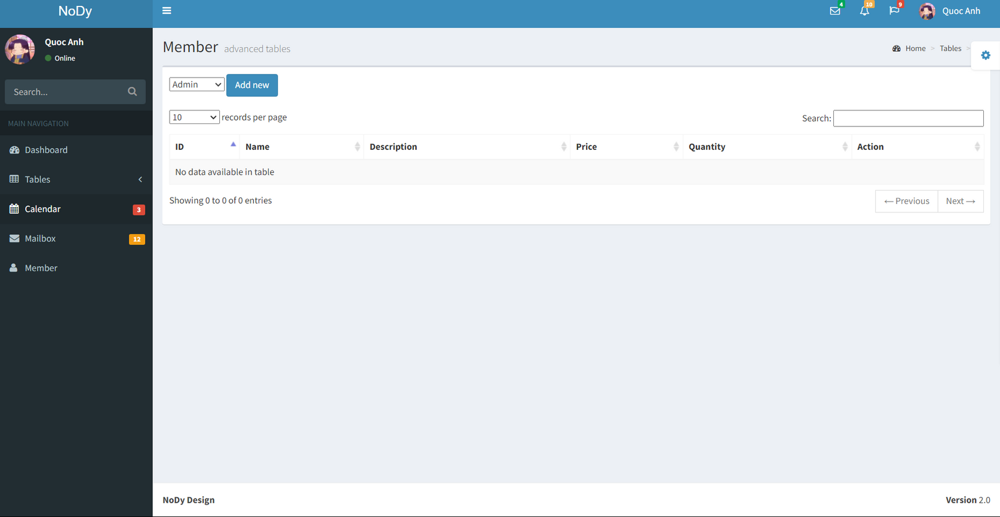 NoDy
4
10
9
Quoc Anh
Quoc Anh
Online
Search...
MAIN NAVIGATION
Dashboard
Tables
Calendar 3
Mailbox 12
Member
Member advanced tables
Home > Tables >
Admin Add new
10 records per page
Search:
ID Name Description Price Quantity Action
No data available in table
Showing 0 to 0 of 0 entries
← Previous Next →
NoDy Design
Version 2.0